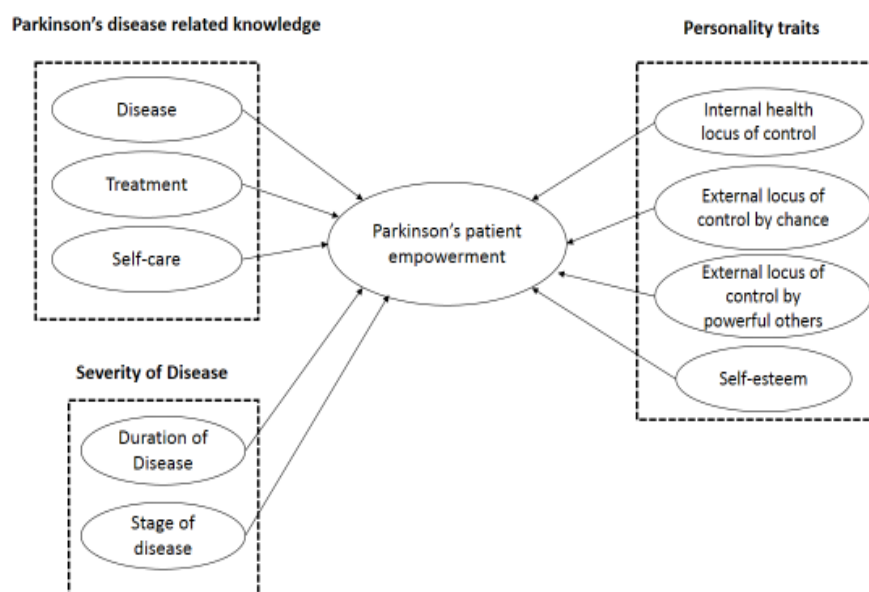 Parkinson's disease related knowledge
Disease
Treatment
Self-care
Severity of Disease
Duration of
Disease
Stage of
disease
Parkinson's patient
empowerment
Personality traits
Internal health
locus of control
External locus of
control by chance
External locus of
control by
powerful others
Self-esteem